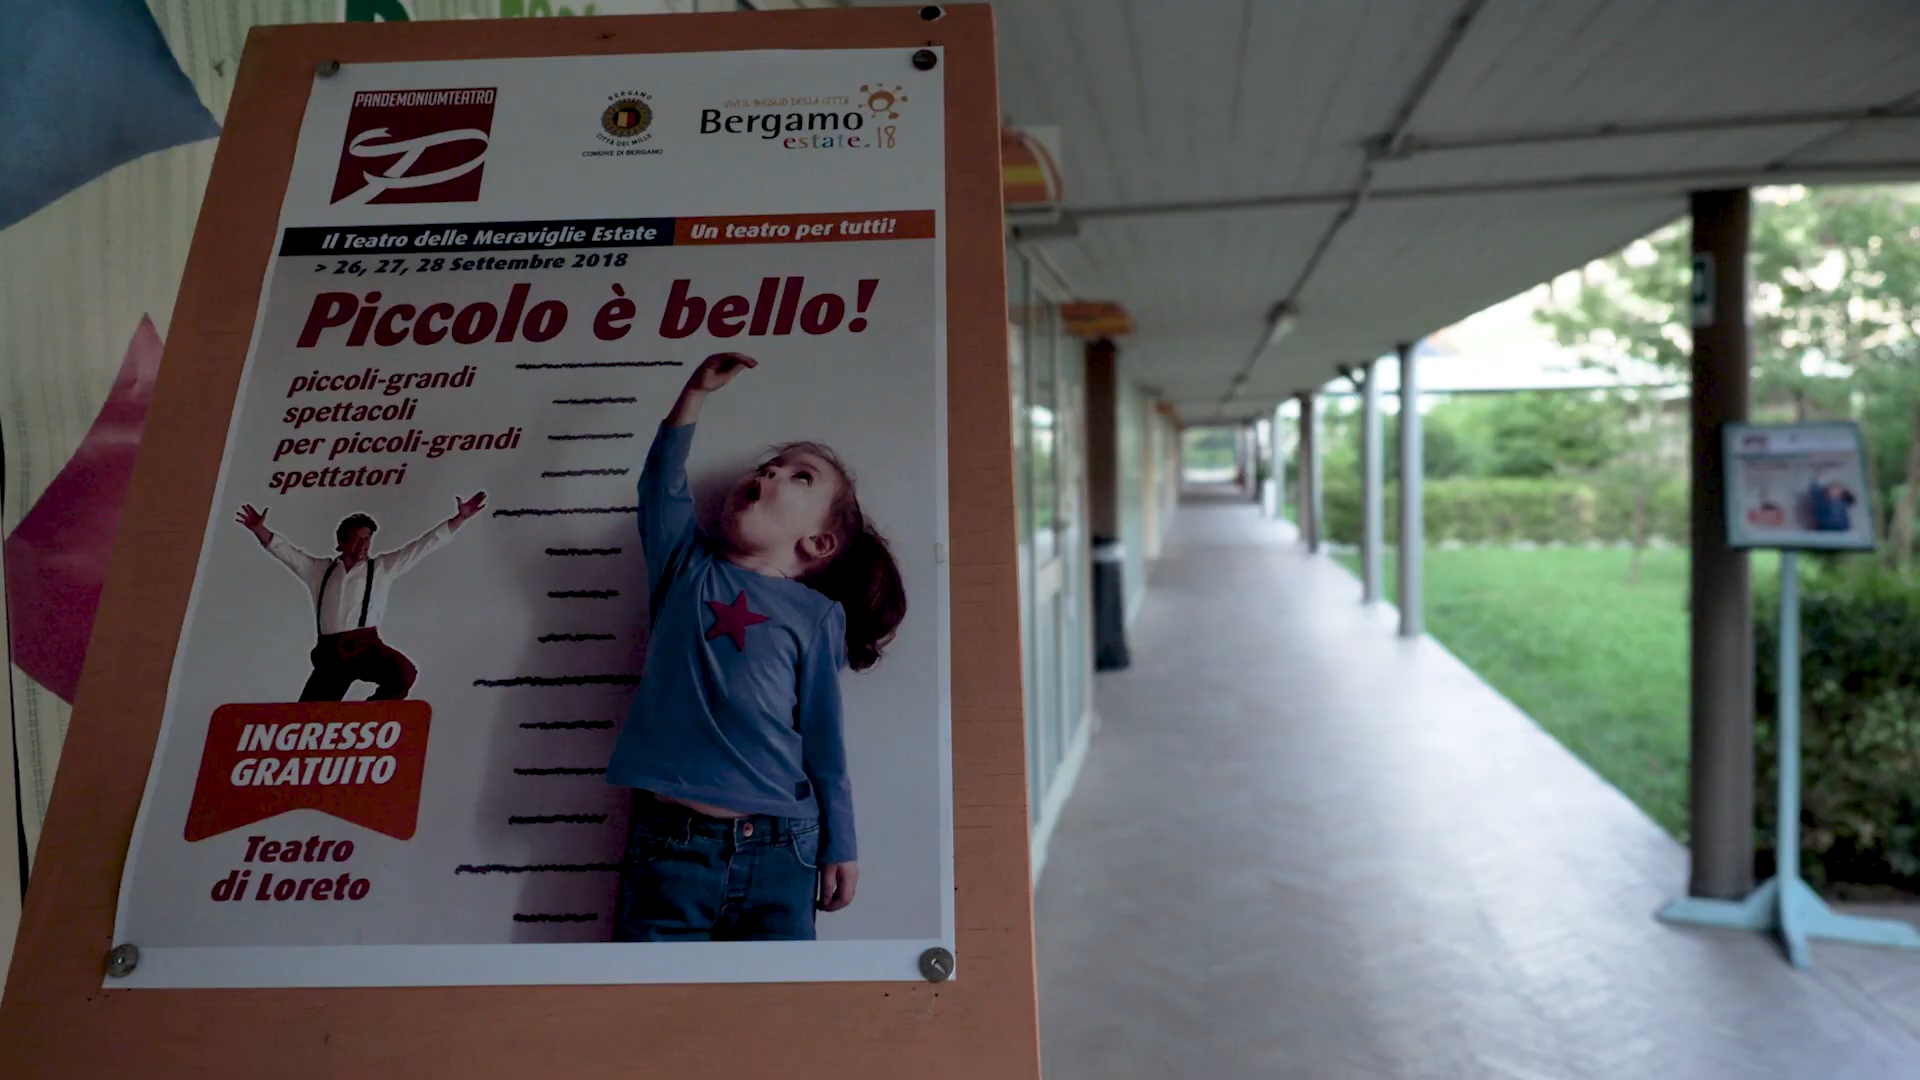 PANDEMONIUMTEATRO
BERGAMO
CITTÀ DEI MILLE
COMUNE DI BERGAMO
VIVI IL MEGLIO DELLA CITTÀ
Bergamo
estate.18
Il Teatro delle Meraviglie Estate
Un teatro per tutti!
> 26, 27, 28 Settembre 2018
Piccolo è bello!
piccoli-grandi
spettacoli
per piccoli-grandi
spettatori
INGRESSO
GRATUITO
Teatro
di Loreto